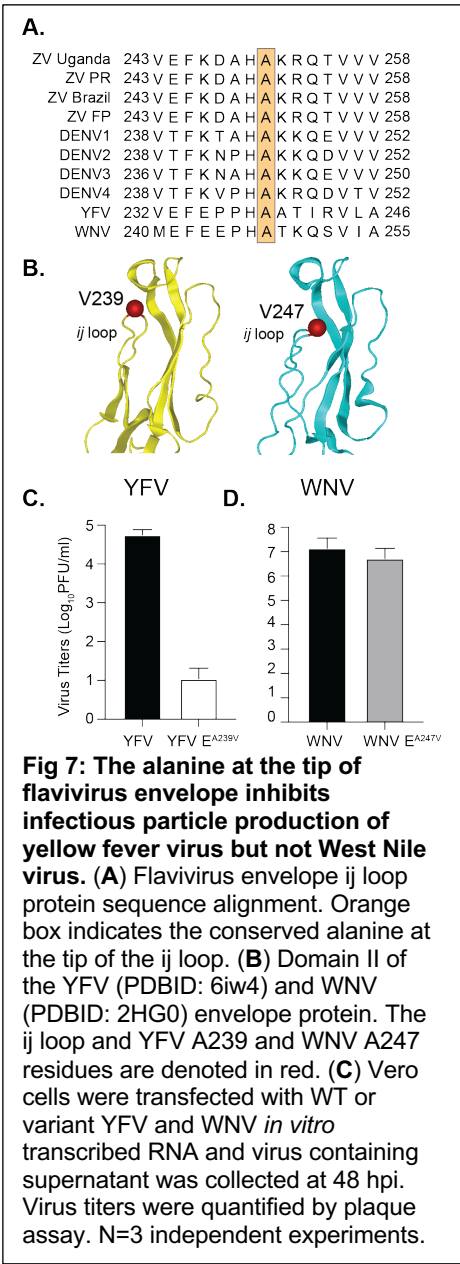 A.
ZV Uganda 243 V E F K D A H A K R Q T V V V 258
ZV PR 243 V E F K D A H A K R Q T V V V 258
ZV Brazil 243 V E F K D A H A K R Q T V V V 258
ZV FP 243 V E F K D A H A K R Q T V V V 258
DENV1 238 V T F K T A H A K K Q E V V V 252
DENV2 238 V T F K N P H A K K Q D V V V 252
DENV3 236 V T F K N A H A K K Q E V V V 250
DENV4 238 V T F K V P H A K R Q D V T V 252
YFV 232 V E F E P P H A A T I R V L A 246
WNV 240 M E F E E P H A T K Q S V I A 255
B.
V239
ij loop
V247
ij loop
C.
YFV
D.
WNV
Virus Titers (Log10PFU/ml)
5
4
3
2
1
0
YFV YFV E^A239V
8
7
6
5
4
3
2
1
0
WNV WNV E^A247V
Fig 7: The alanine at the tip of
flavivirus envelope inhibits
infectious particle production of
yellow fever virus but not West Nile
virus. (A) Flavivirus envelope ij loop
protein sequence alignment. Orange
box indicates the conserved alanine at
the tip of the ij loop. (B) Domain II of
the YFV (PDBID: 6iw4) and WNV
(PDBID: 2HG0) envelope protein. The
ij loop and YFV A239 and WNV A247
residues are denoted in red. (C) Vero
cells were transfected with WT or
variant YFV and WNV in vitro
transcribed RNA and virus containing
supernatant was collected at 48 hpi.
Virus titers were quantified by plaque
assay. N=3 independent experiments.